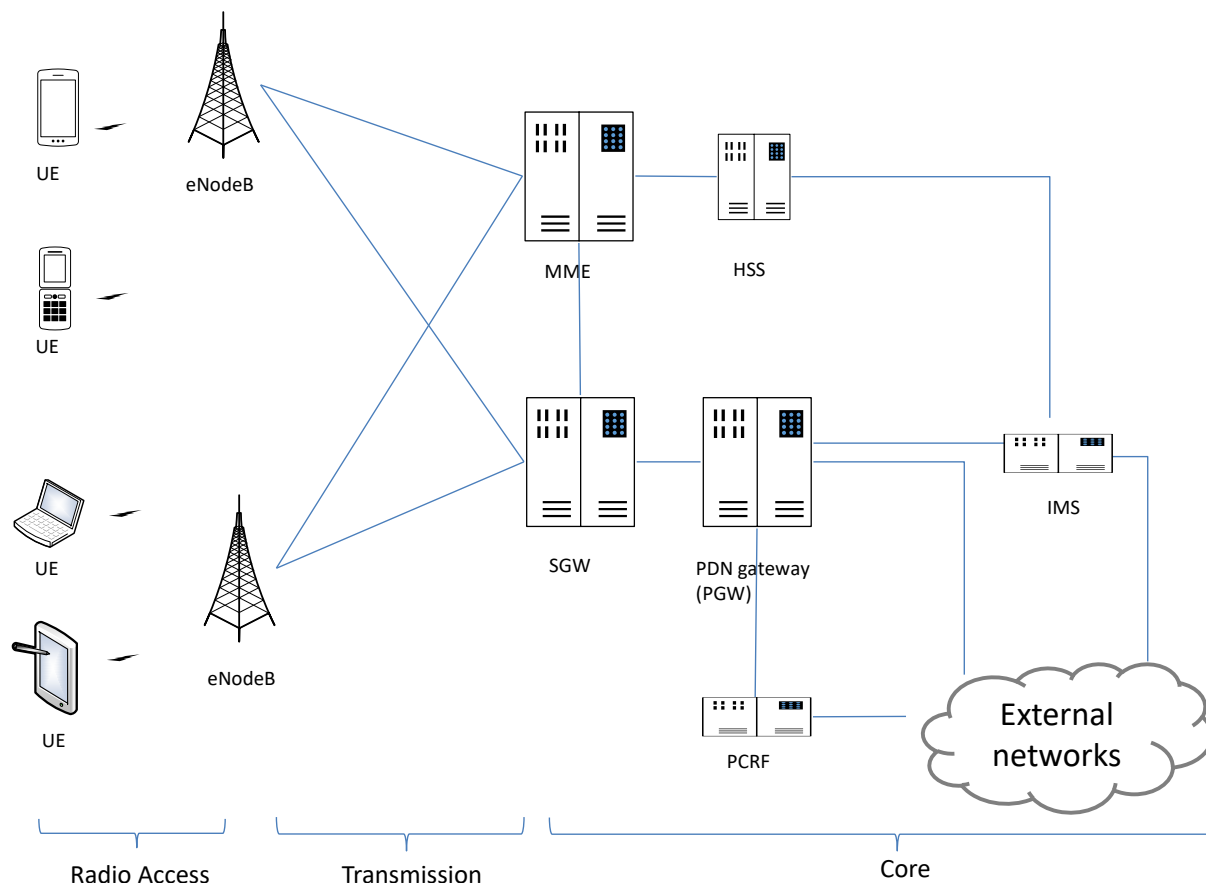 UE
eNodeB
UE
MME
HSS
UE
eNodeB
UE
SGW
PDN gateway
(PGW)
IMS
PCRF
External
networks
Radio Access
Transmission
Core